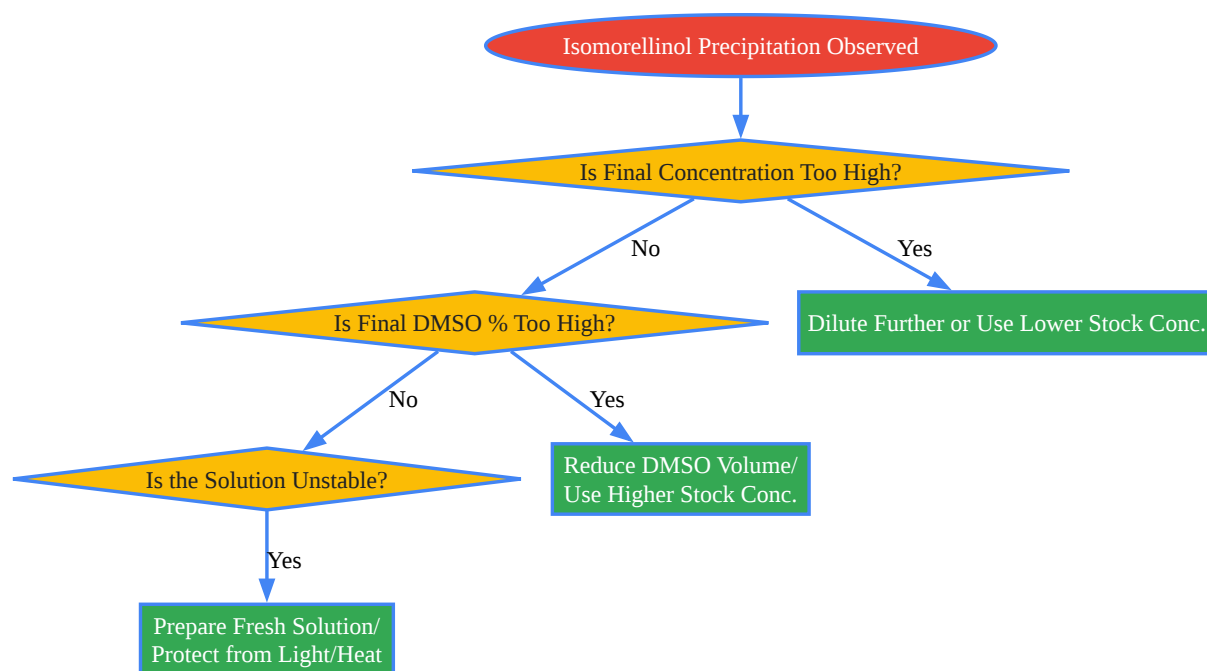 Isomorellinol Precipitation Observed
Is Final Concentration Too High?
No
Yes
Is Final DMSO % Too High?
Dilute Further or Use Lower Stock Conc.
No
Yes
Is the Solution Unstable?
Reduce DMSO Volume/
Use Higher Stock Conc.
Yes
Prepare Fresh Solution/
Protect from Light/Heat